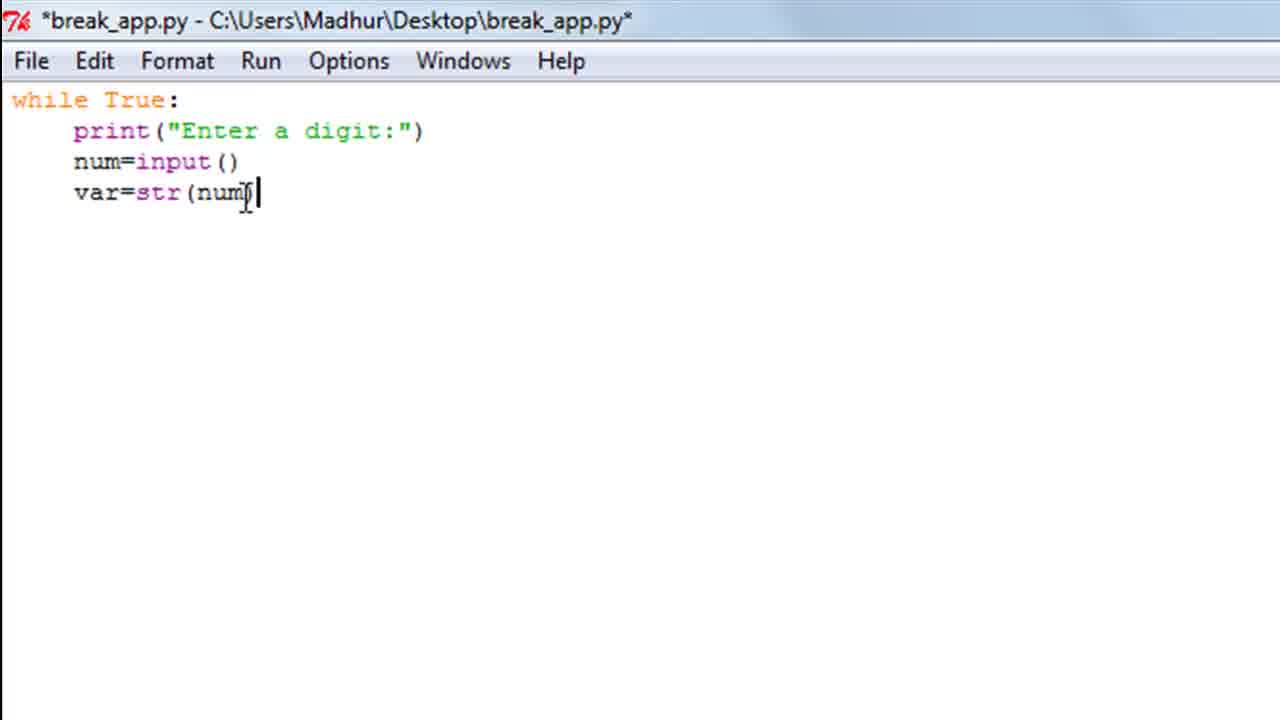 *break_app.py - C:\Users\Madhur\Desktop\break_app.py*
File Edit Format Run Options Windows Help
while True:
    print("Enter a digit:")
    num=input()
    var=str(num)